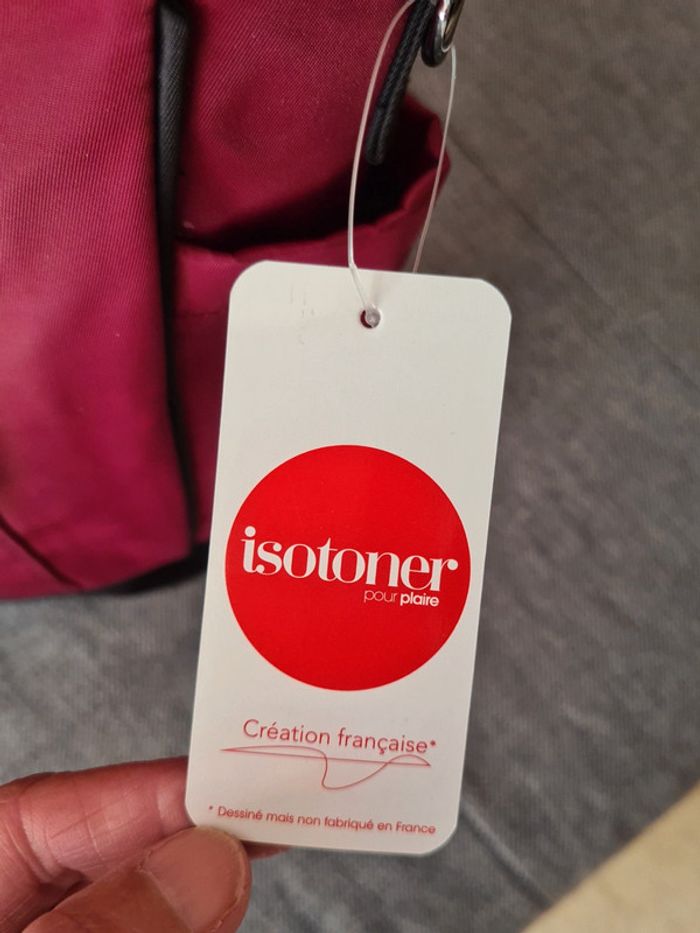 isotoner
pour plaire
Création française*
* Dessiné mais non fabriqué en France